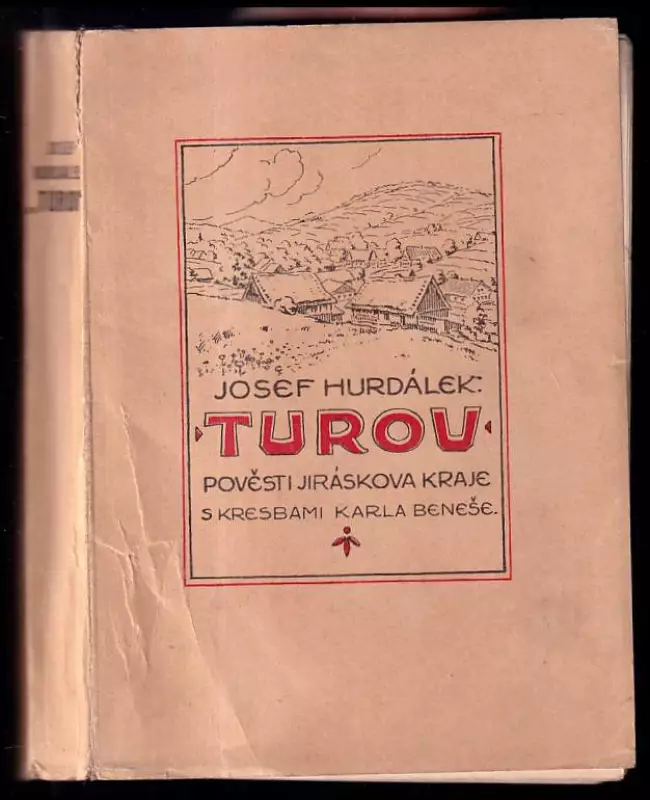 JOSEF HURDÁLEK:
TUROV
POVĚSTI JIRÁSKOVA KRAJE
S KRESBAMI KARLA BENEŠE.